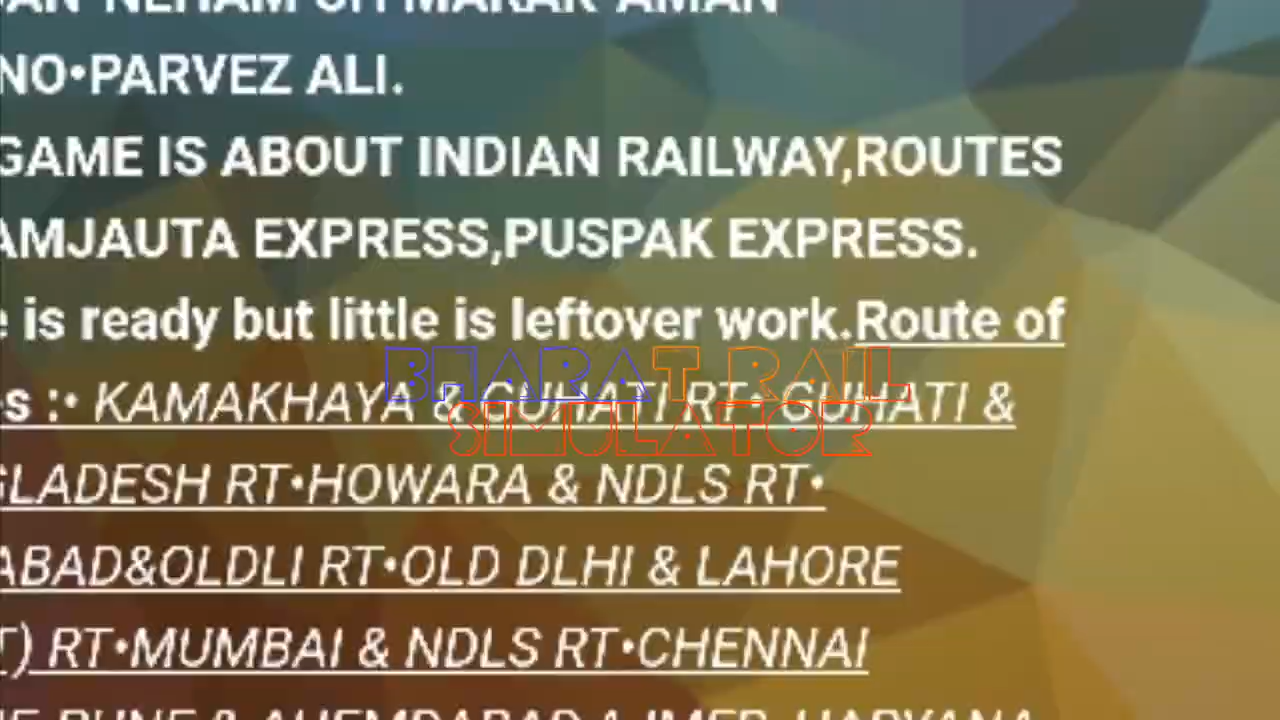 NO•PARVEZ ALI.
GAME IS ABOUT INDIAN RAILWAY,ROUTES
AMJAUTA EXPRESS,PUSPAK EXPRESS.
e is ready but little is leftover work.Route of
BHARAT RAIL
SIMULATOR
s :• KAMAKHAYA & GUHATI RT•GUHATI &
GLADESH RT•HOWARA & NDLS RT•
ABAD&OLDLI RT•OLD DLHI & LAHORE
T) RT•MUMBAI & NDLS RT•CHENNAI